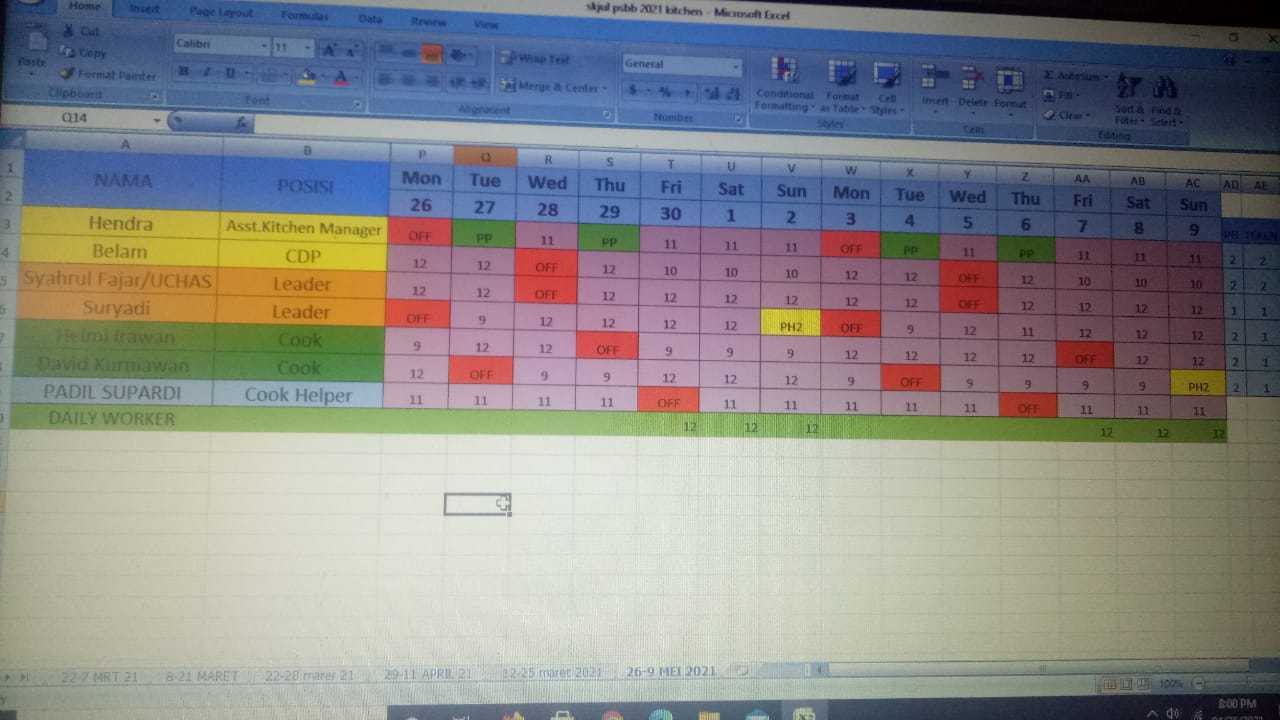 skjul psbb 2021 kitchen - Microsoft Excel
Home Insert Page Layout Formulas Data Review View
Cut
Copy
Format Painter
Paste
Clipboard
Calibri 11
B I U
Font
Wrap Text
Merge & Center
Alignment
General
$ %
Number
Conditional Formatting
Format as Table
Cell Styles
Styles
Insert Delete Format
Cells
AutoSum
Fill
Clear
Sort & Filter
Find & Select
Editing
Q14 fx
A B P Q R S T U V W X Y Z AA AB AC AD AE
1 NAMA POSISI Mon Tue Wed Thu Fri Sat Sun Mon Tue Wed Thu Fri Sat Sun
2 26 27 28 29 30 1 2 3 4 5 6 7 8 9
3 Hendra Asst.Kitchen Manager OFF PP 11 PP 11 11 11 OFF PP 11 PP 11 11 11 2 2
4 Belam CDP 12 12 OFF 12 10 10 10 12 12 OFF 12 10 10 10 2 2
5 Syahrul Fajar/UCHAS Leader 12 12 OFF 12 12 12 12 12 12 OFF 12 12 12 12 1 1
6 Suryadi Leader OFF 9 12 12 12 12 PH2 OFF 9 12 11 12 12 12 2 1
7 Helmi Irawan Cook 9 12 12 OFF 9 9 9 12 12 12 12 OFF 12 12 2 1
David Kurniawan Cook 12 OFF 9 9 12 12 12 9 OFF 9 9 9 9 PH2 2 1
PADIL SUPARDI Cook Helper 11 11 11 11 OFF 11 11 11 11 11 OFF 11 11 11
DAILY WORKER 12 12 12 12 12 12
22-7 MRT 21 8-21 MARET 22-28 marer 21 29-11 APRIL 21 12-25 maret 2021 26-9 MEI 2021
100%
8:00 PM